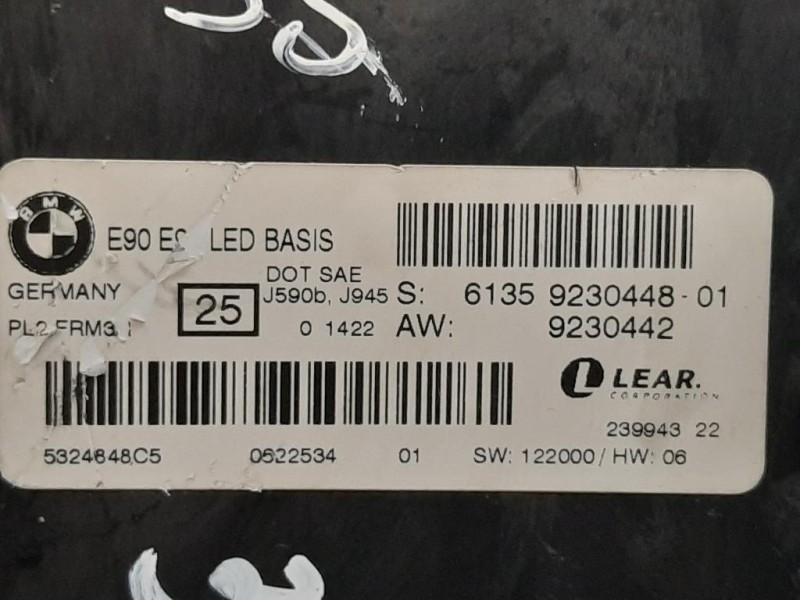 BMW
E90 LED BASIS
GERMANY
25
DOT SAE
J590b, J945
0 1422
S: 6135 9230448-01
AW: 9230442
LEAR.
CORPORATION
239943 22
5324848C5 0522534 01 SW: 122000/HW: 06